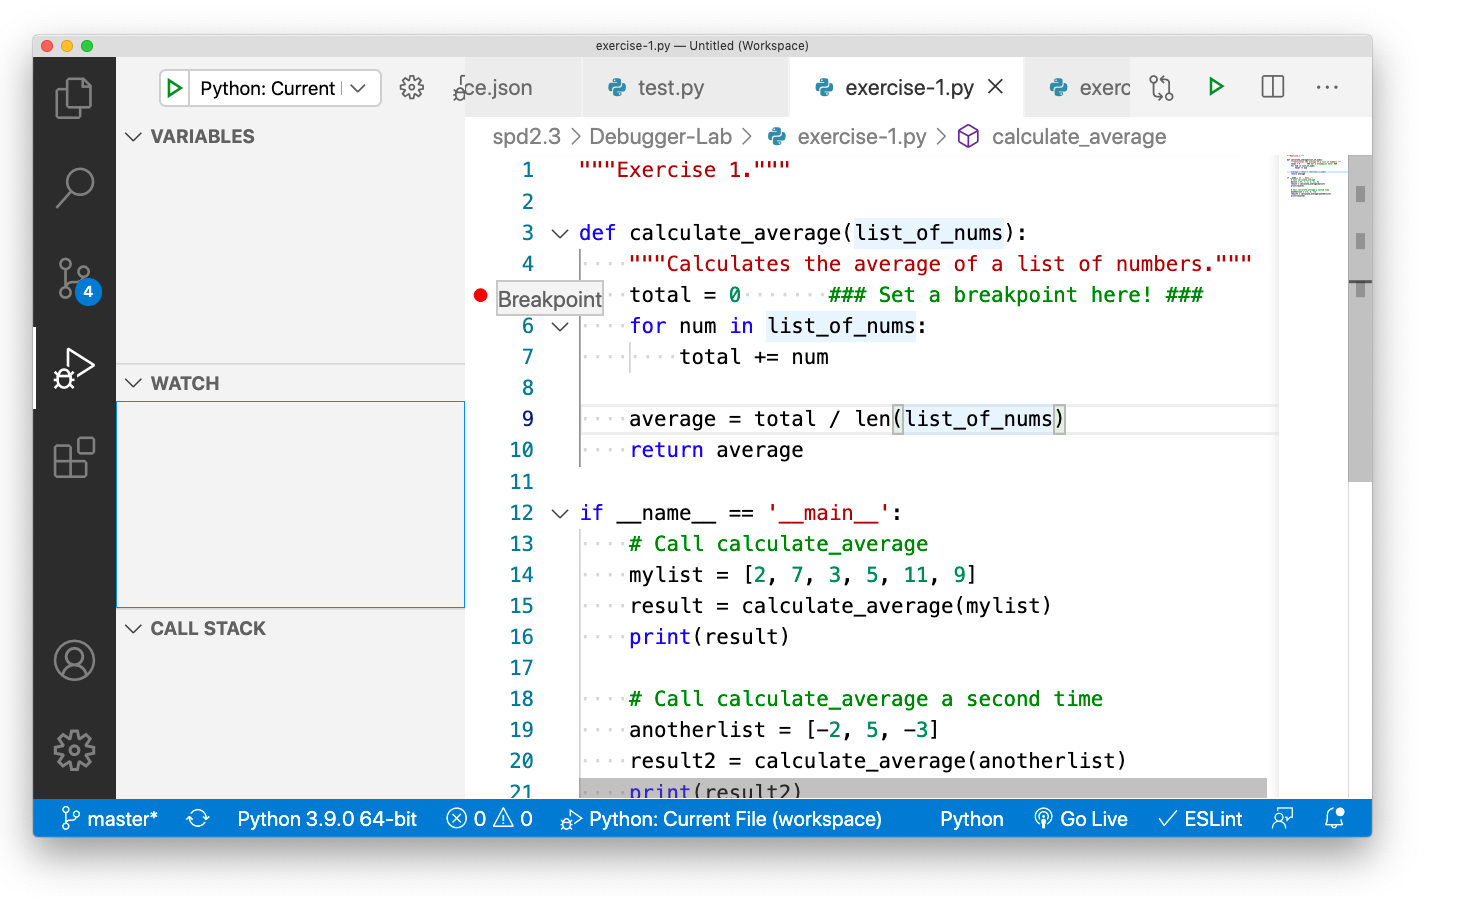 exercise-1.py — Untitled (Workspace)
Python: Current
ce.json
test.py
exercise-1.py
exerc
VARIABLES
spd2.3 > Debugger-Lab > exercise-1.py > calculate_average
1 """Exercise 1."""
2
3 def calculate_average(list_of_nums):
4 ····"""Calculates the average of a list of numbers."""
Breakpoint ··total = 0·······### Set a breakpoint here! ###
6 ····for num in list_of_nums:
7 ········total += num
8
9 ····average = total / len(list_of_nums)
10 ····return average
11
12 if __name__ == '__main__':
13 ····# Call calculate_average
14 ····mylist = [2, 7, 3, 5, 11, 9]
15 ····result = calculate_average(mylist)
16 ····print(result)
17
18 ····# Call calculate_average a second time
19 ····anotherlist = [-2, 5, -3]
20 ····result2 = calculate_average(anotherlist)
21 ····print(result2)
WATCH
CALL STACK
4
master* Python 3.9.0 64-bit 0 0 Python: Current File (workspace) Python Go Live ESLint